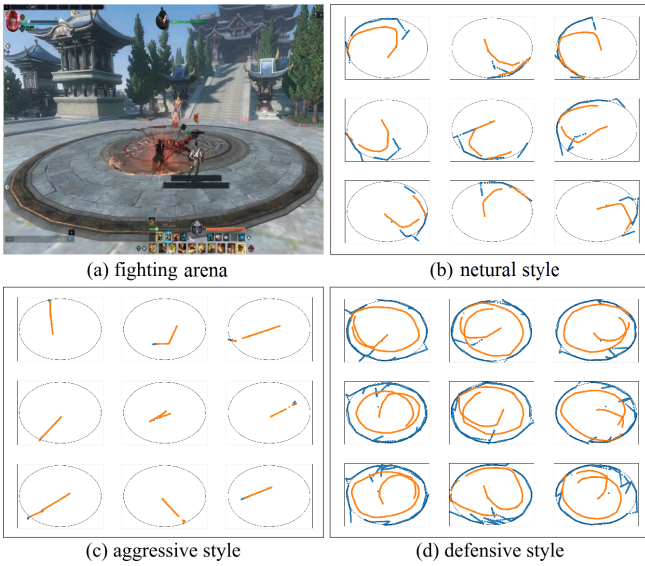 (a) fighting arena
(b) netural style
(c) aggressive style
(d) defensive style